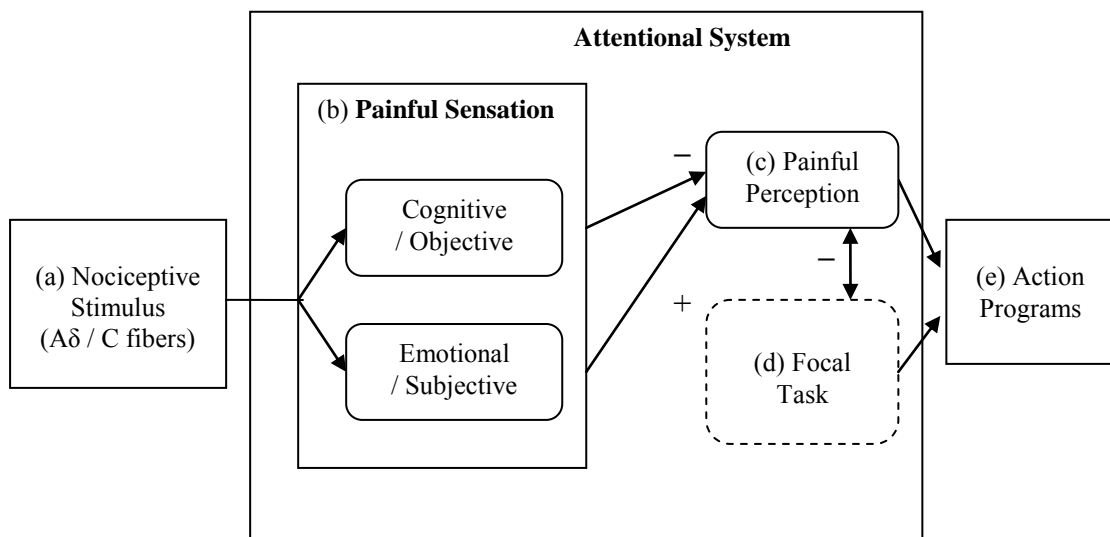 Attentional System
(b) Painful Sensation
Cognitive
/ Objective
Emotional
/ Subjective
(a) Nociceptive
Stimulus
(Aδ / C fibers)
−
(c) Painful
Perception
−
+
(d) Focal
Task
(e) Action
Programs